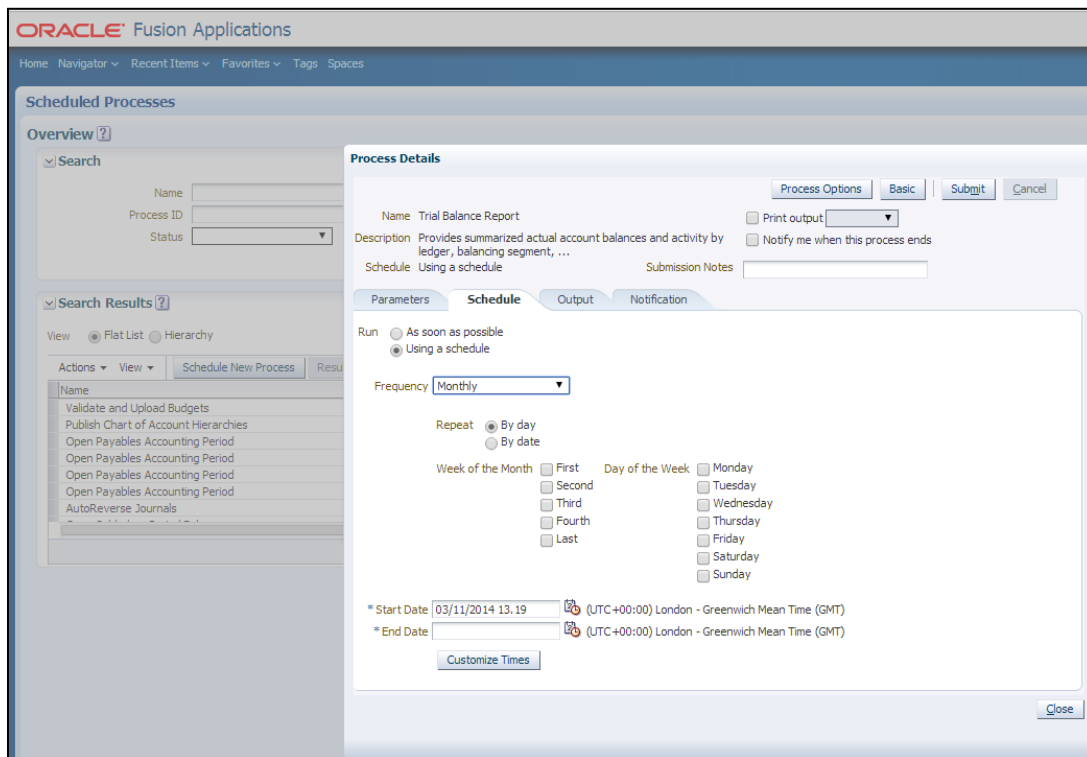 ORACLE Fusion Applications
Home Navigator Recent Items Favorites Tags Spaces
Scheduled Processes
Overview ?
Search
Name
Process ID
Status
Search Results ?
View Flat List Hierarchy
Actions View Schedule New Process Resu
Name
Validate and Upload Budgets
Publish Chart of Account Hierarchies
Open Payables Accounting Period
Open Payables Accounting Period
Open Payables Accounting Period
Open Payables Accounting Period
AutoReverse Journals
Process Details
Process Options Basic Submit Cancel
Name Trial Balance Report Print output
Description Provides summarized actual account balances and activity by Notify me when this process ends
ledger, balancing segment, ...
Schedule Using a schedule Submission Notes
Parameters Schedule Output Notification
Run As soon as possible
Using a schedule
Frequency Monthly
Repeat By day
By date
Week of the Month First Day of the Week Monday
Second Tuesday
Third Wednesday
Fourth Thursday
Last Friday
Saturday
Sunday
* Start Date 03/11/2014 13.19 (UTC+00:00) London - Greenwich Mean Time (GMT)
* End Date (UTC+00:00) London - Greenwich Mean Time (GMT)
Customize Times
Close